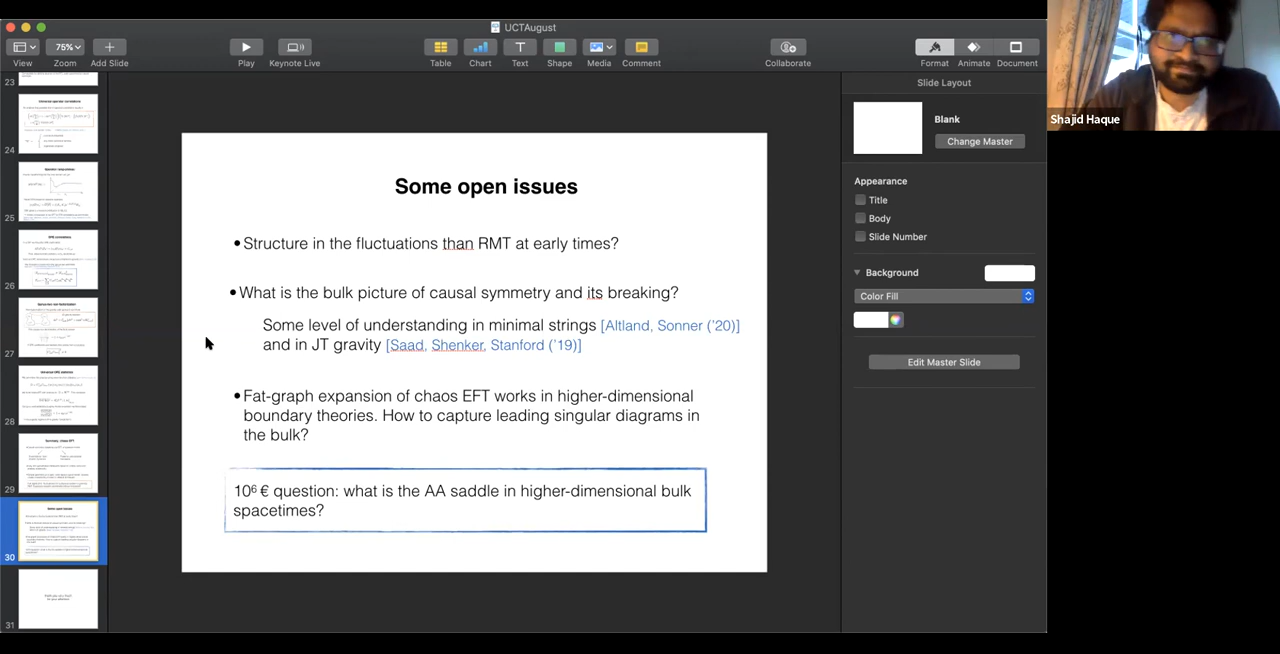 UCTAugust
View
75%
Zoom
Add Slide
Play
Keynote Live
Table
Chart
Text
Shape
Media
Comment
Collaborate
Format
Animate
Document
23
24
25
26
27
28
29
30
31
Some open issues
• Structure in the fluctuations than RMT at early times?
• What is the bulk picture of causal symmetry and its breaking?
Some level of understanding in minimal strings [Altland, Sonner ('20)]
and in JT gravity [Saad, Shenker, Stanford ('19)]
• Fat-graph expansion of chaos EFT works in higher-dimensional
boundary theories. How to capture leading singular diagrams in
the bulk?
10⁶ € question: what is the AA saddle in higher-dimensional bulk
spacetimes?
Slide Layout
Blank
Change Master
Appearance
Title
Body
Slide Number
Background
Color Fill
Edit Master Slide
Shajid Haque